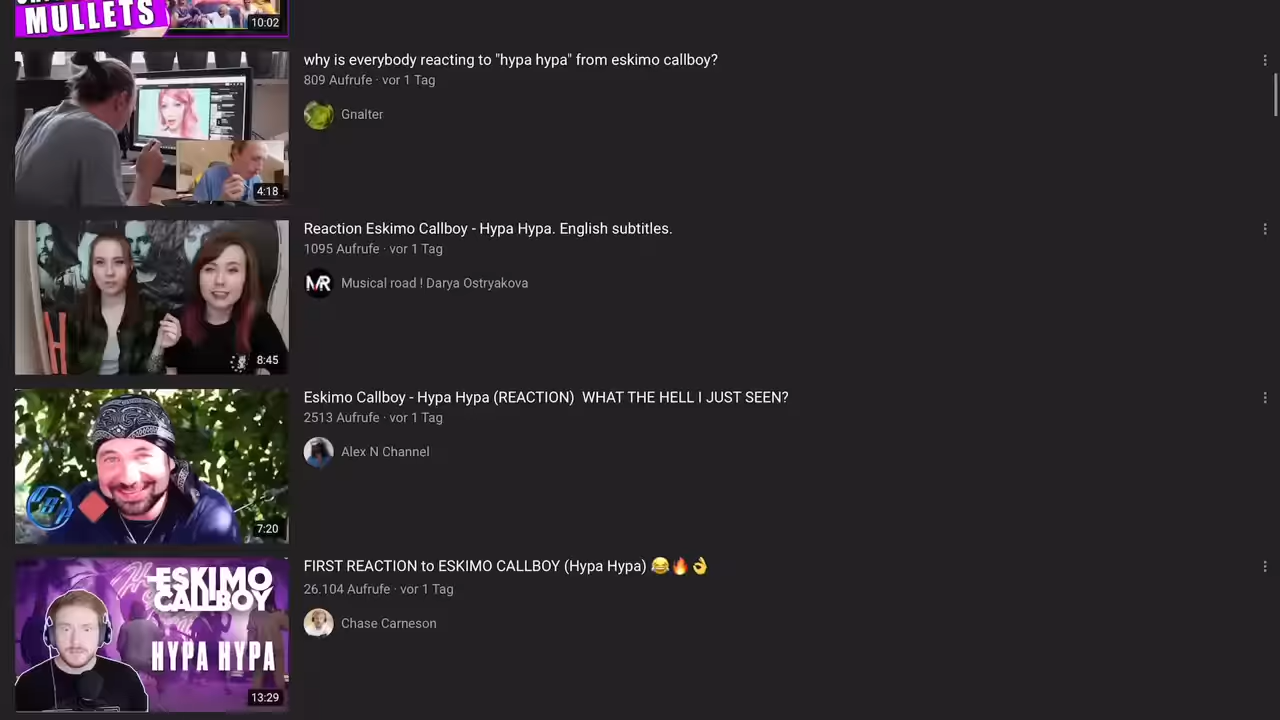 MULLETS
10:02
why is everybody reacting to "hypa hypa" from eskimo callboy?
809 Aufrufe · vor 1 Tag
Gnalter
4:18
Reaction Eskimo Callboy - Hypa Hypa. English subtitles.
1095 Aufrufe · vor 1 Tag
MR
Musical road ! Darya Ostryakova
8:45
Eskimo Callboy - Hypa Hypa (REACTION)  WHAT THE HELL I JUST SEEN?
2513 Aufrufe · vor 1 Tag
Alex N Channel
7:20
FIRST REACTION to ESKIMO CALLBOY (Hypa Hypa) 😂🔥👌
26.104 Aufrufe · vor 1 Tag
Chase Carneson
ESKIMO
CALLBOY
HYPA HYPA
13:29